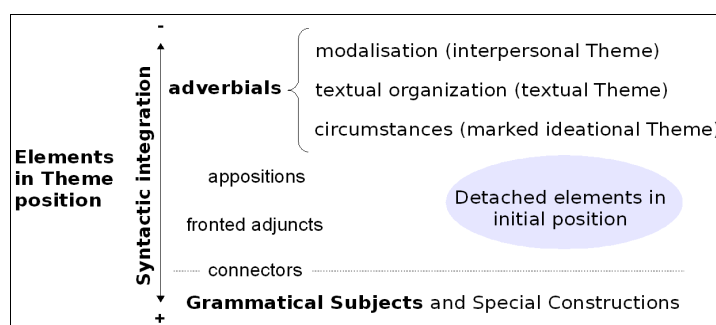 -
modalisation (interpersonal Theme)
adverbials
textual organization (textual Theme)
circumstances (marked ideational Theme)
Elements
in Theme
position
Syntactic integration
appositions
Detached elements in
initial position
fronted adjuncts
connectors
Grammatical Subjects and Special Constructions
+